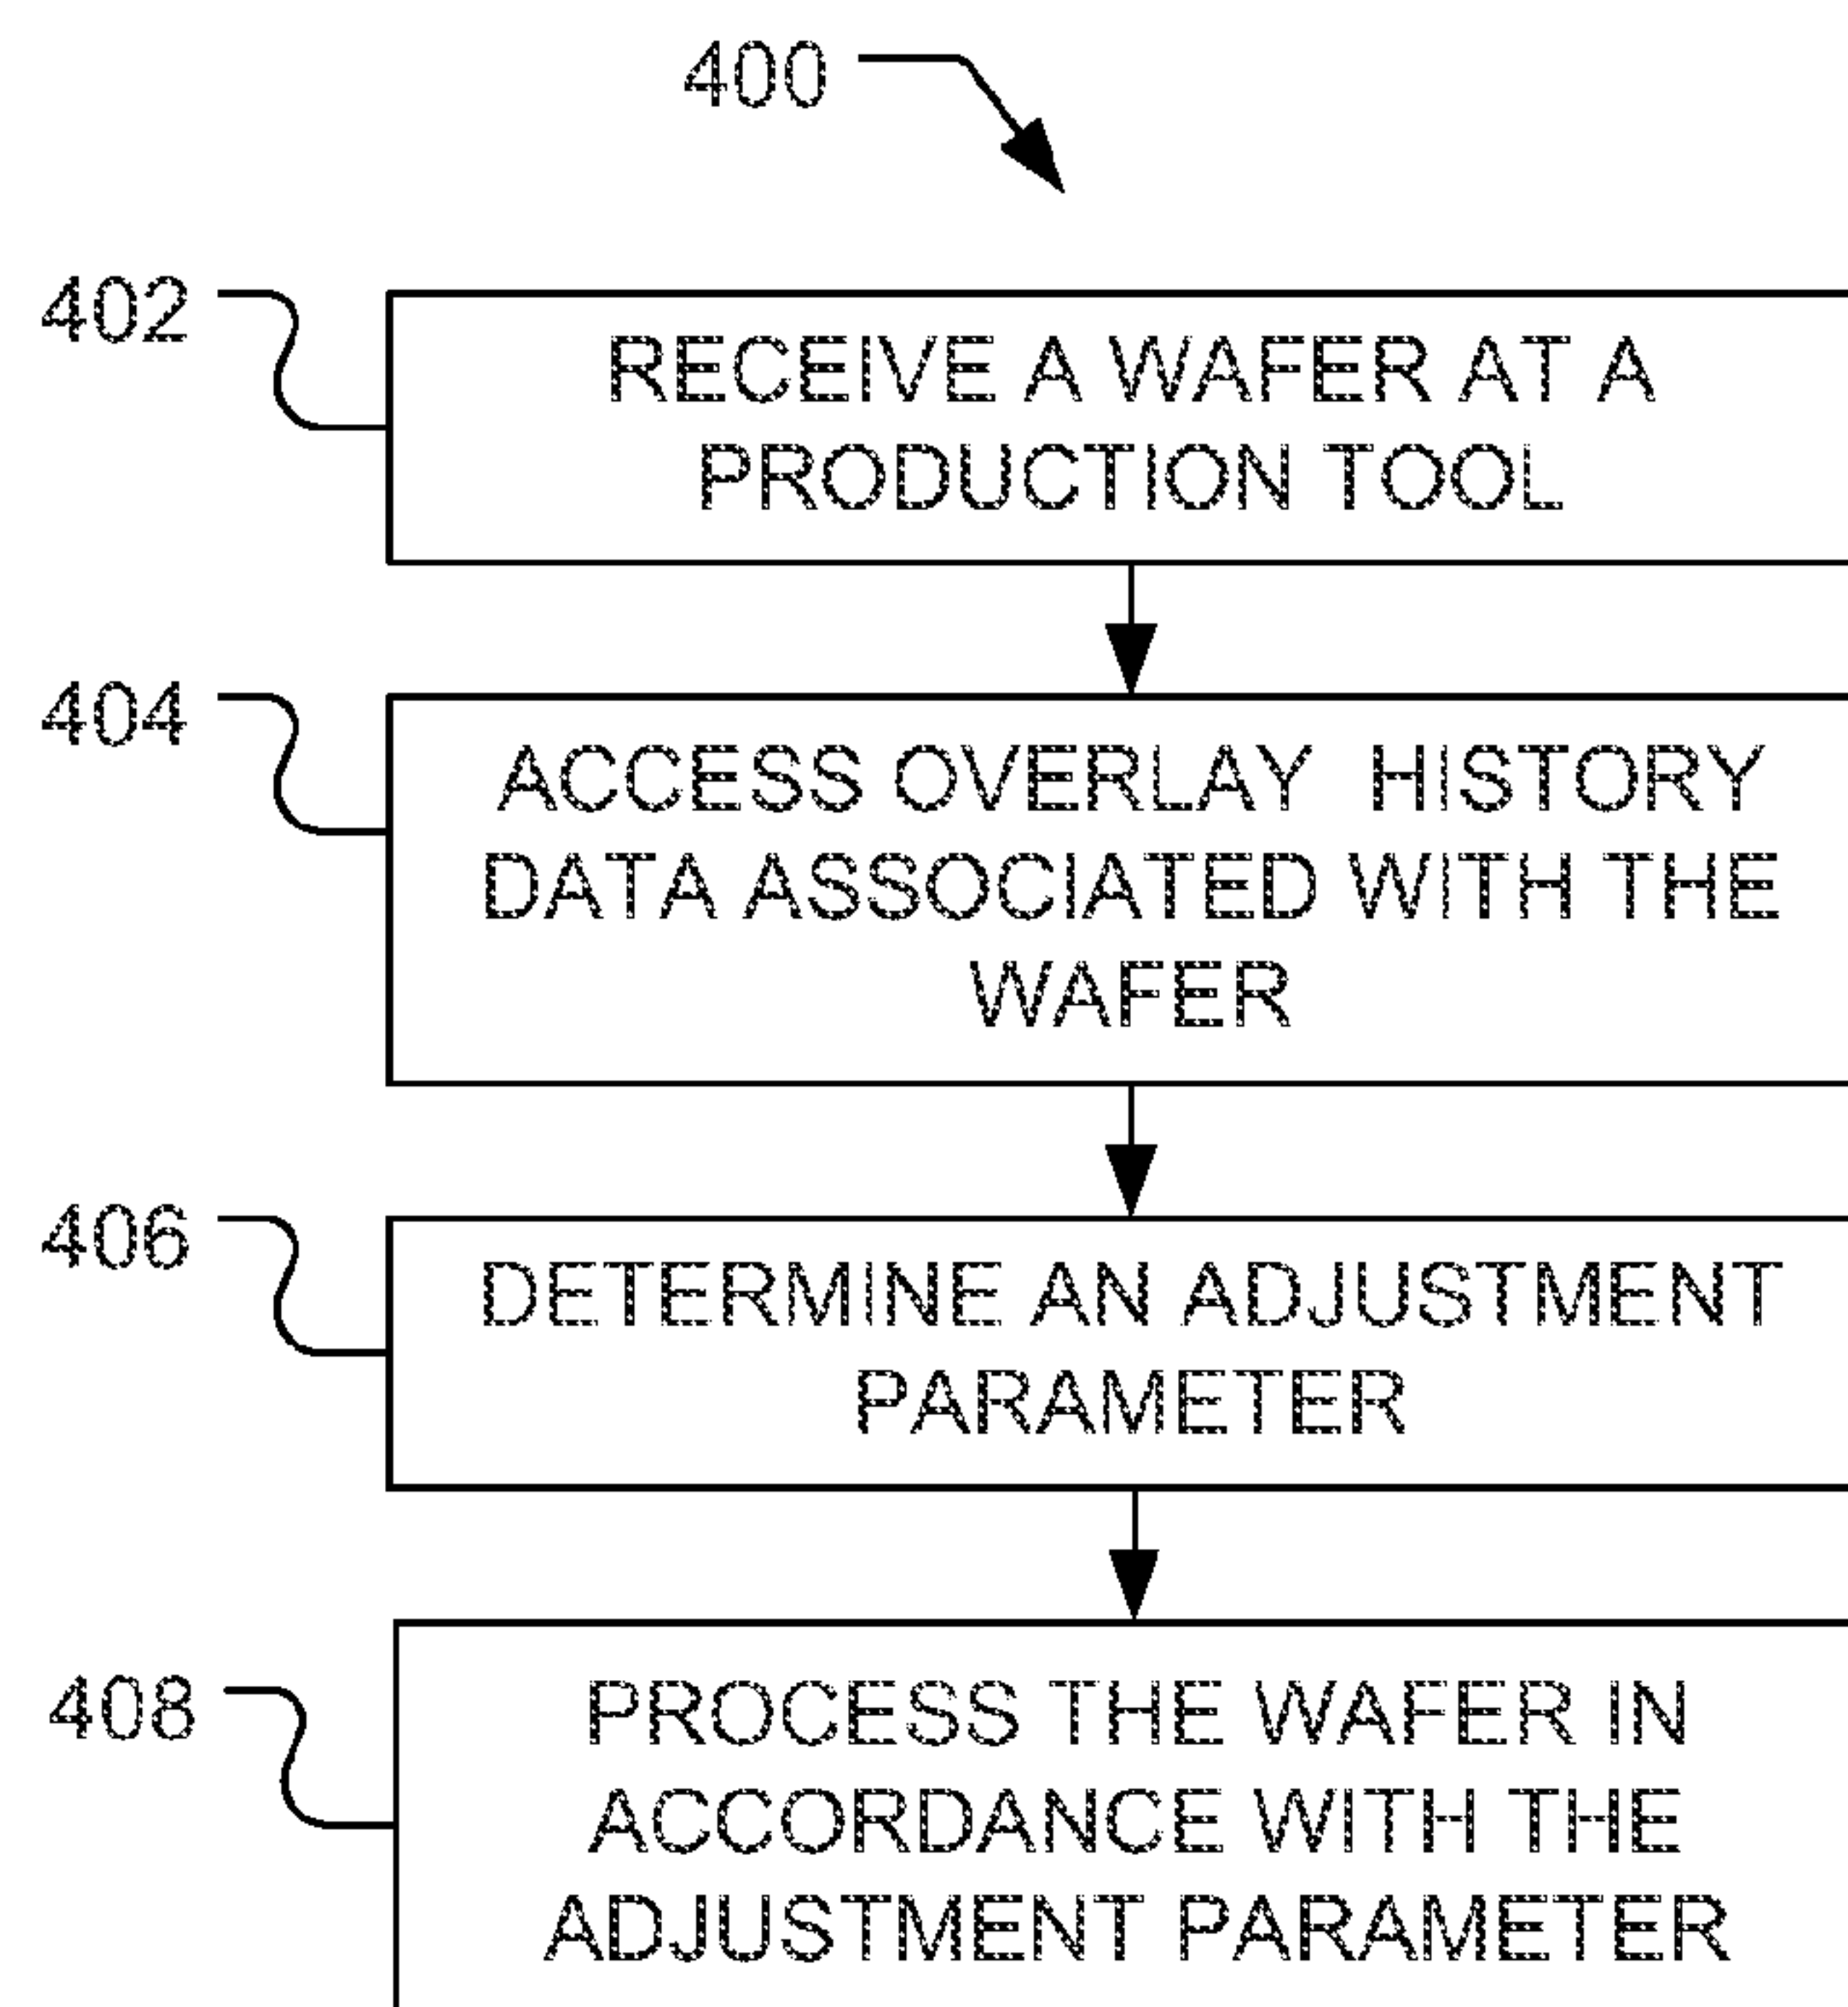 400
402
RECEIVE A WAFER AT A
PRODUCTION TOOL
404
ACCESS OVERLAY HISTORY
DATA ASSOCIATED WITH THE
WAFER
406
DETERMINE AN ADJUSTMENT
PARAMETER
408
PROCESS THE WAFER IN
ACCORDANCE WITH THE
ADJUSTMENT PARAMETER